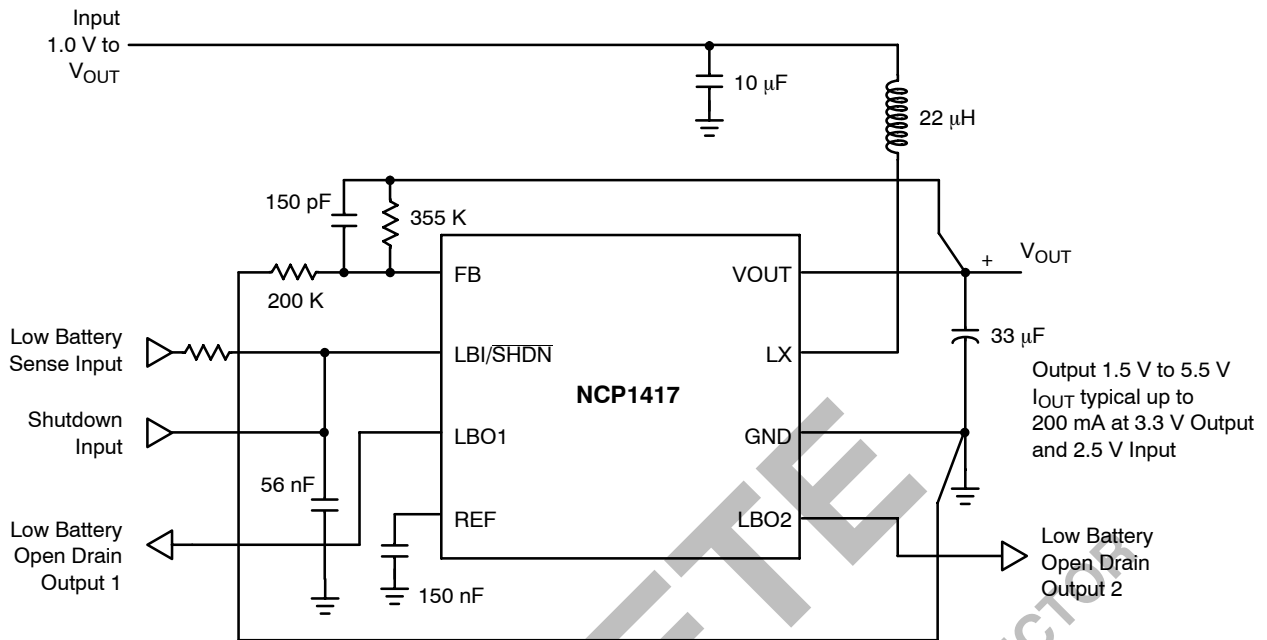 Input
1.0 V to
VOUT
10 μF
22 μH
150 pF
355 K
FB
VOUT
+
VOUT
200 K
Low Battery
Sense Input
LBI/SHDN
LX
33 μF
NCP1417
Output 1.5 V to 5.5 V
IOUT typical up to
200 mA at 3.3 V Output
and 2.5 V Input
Shutdown
Input
LBO1
GND
56 nF
REF
LBO2
Low Battery
Open Drain
Output 1
Low Battery
Open Drain
Output 2
150 nF